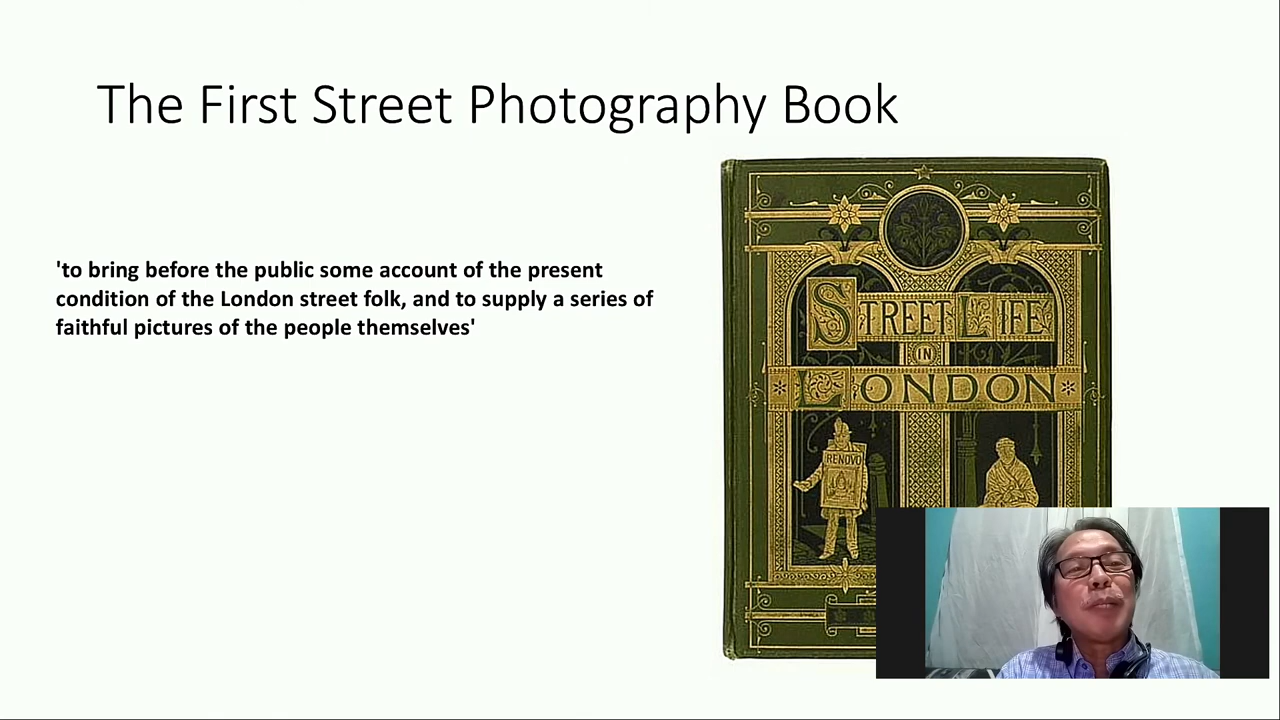 The First Street Photography Book
'to bring before the public some account of the present
condition of the London street folk, and to supply a series of
faithful pictures of the people themselves'
STREET LIFE
IN
LONDON
RENOVO